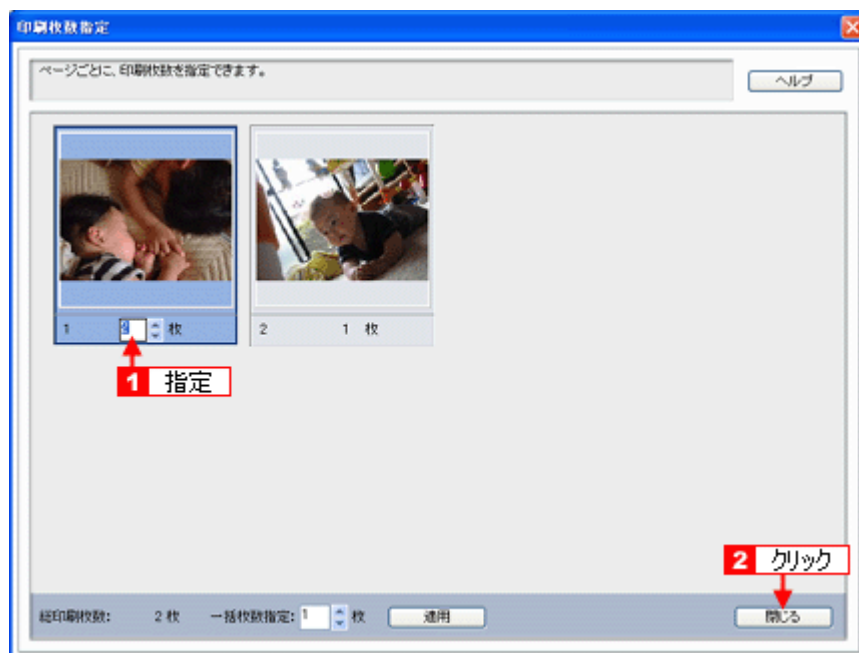 印刷枚数指定
ページごとに、印刷枚数を指定できます。
ヘルプ
1 枚
2 1 枚
1 指定
2 クリック
総印刷枚数: 2 枚 一括枚数指定: 1 枚 適用 閉じる